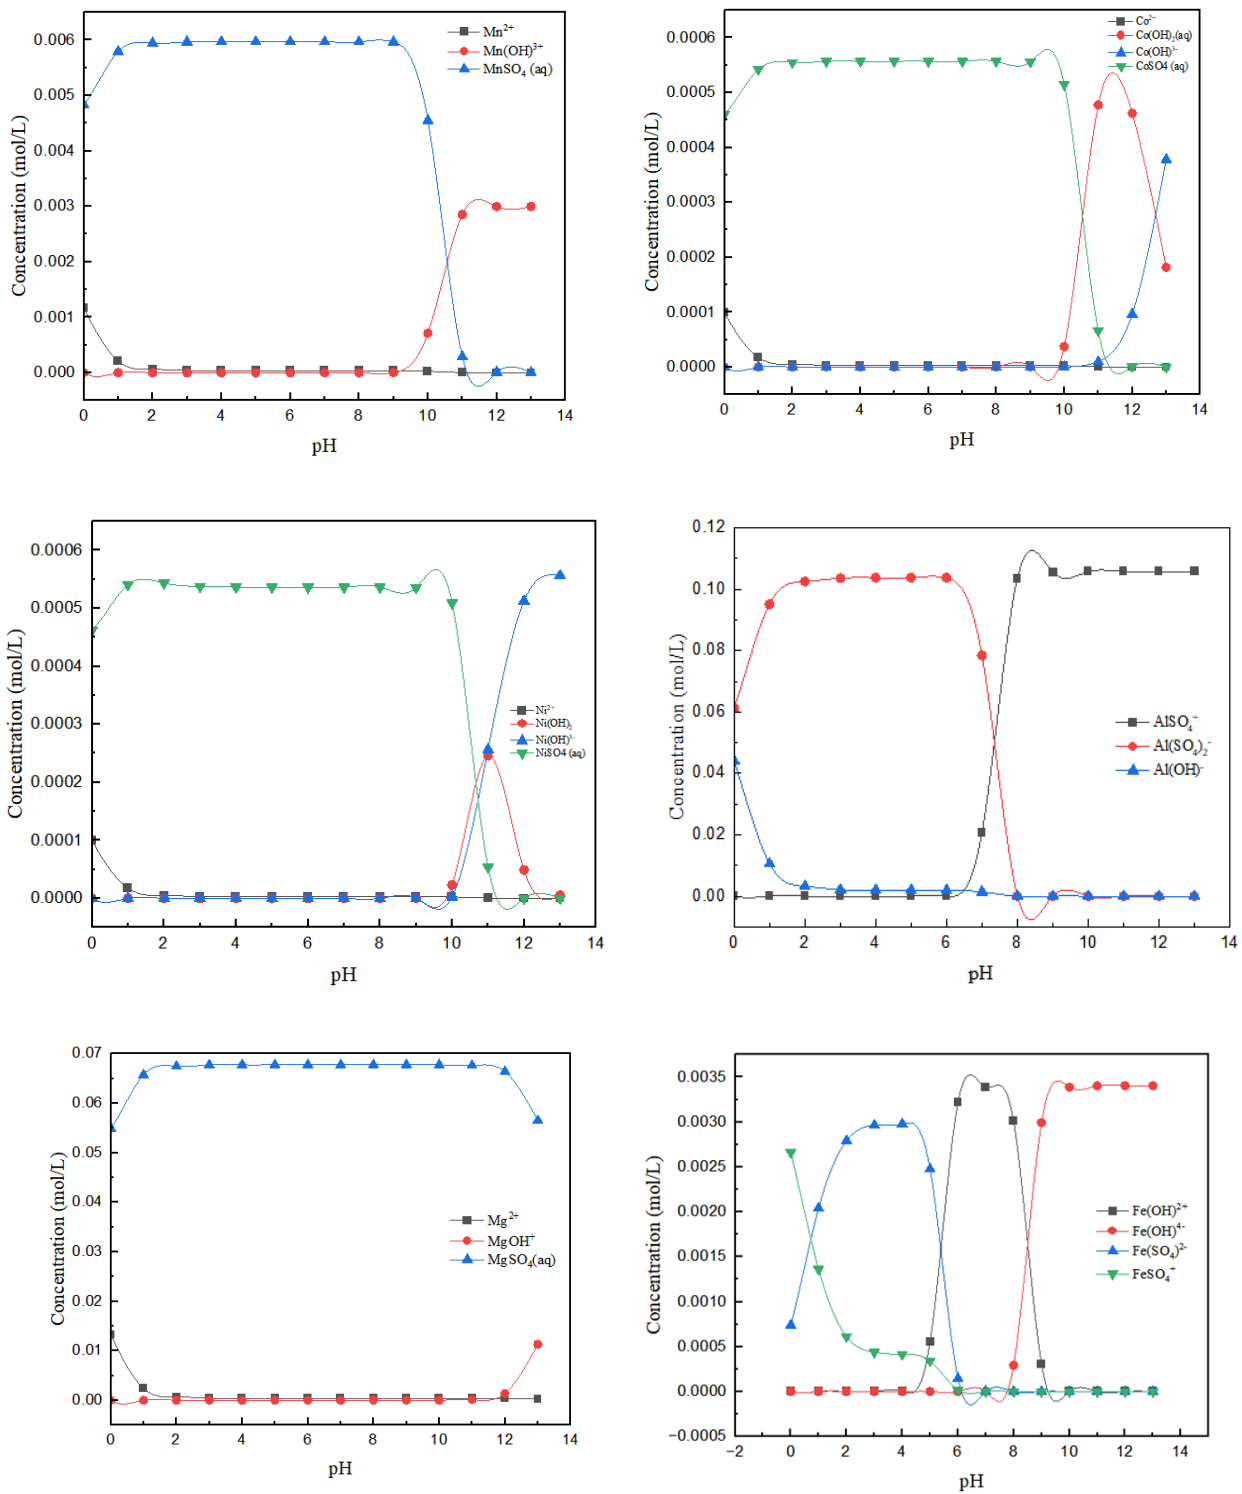 Mn²⁺
Mn(OH)³⁺
MnSO₄ (aq)
0.006
0.005
0.003
0.002
0.001
0.000
Concentration (mol/L)
0 2 4 6 8 10 12 14
pH
Co²⁻
Co(OH)₂(aq)
Co(OH)³⁻
CoSO4 (aq)
0.0006
0.0005
0.0004
0.0003
0.0002
0.0001
0.0000
Concentration (mol/L)
0 2 4 6 8 10 12 14
pH
0.0006
0.0005
0.0004
0.0003
0.0002
0.0001
0.0000
Concentration (mol/L)
Ni²⁺
Ni(OH)₂
Ni(OH)³⁻
NiSO4 (aq)
0 2 4 6 8 10 12 14
pH
0.12
0.10
0.08
0.06
0.04
0.02
0.00
Concentration (mol/L)
AlSO₄⁺
Al(SO₄)₂⁻
Al(OH)⁻
0 2 4 6 8 10 12 14
pH
0.07
0.06
0.05
0.04
0.03
0.02
0.01
0.00
Concentration (mol/L)
Mg²⁺
MgOH⁺
MgSO₄(aq)
0 2 4 6 8 10 12 14
pH
0.0035
0.0030
0.0025
0.0020
0.0015
0.0010
0.0005
0.0000
−0.0005
Concentration (mol/L)
Fe(OH)²⁺
Fe(OH)⁴⁻
Fe(SO₄)²⁻
FeSO₄⁺
−2 0 2 4 6 8 10 12 14
pH